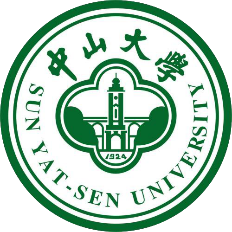 中山大學
1924
SUN YAT-SEN UNIVERSITY